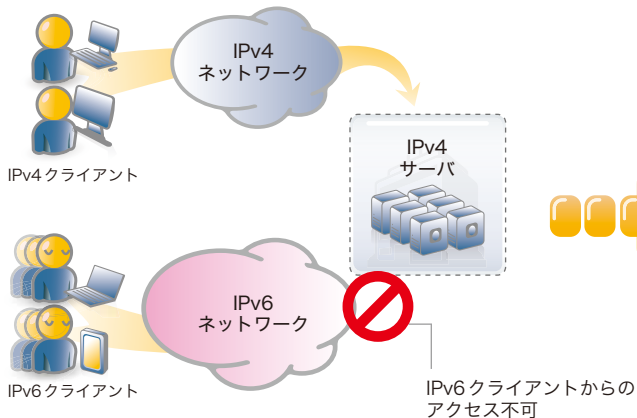 IPv4
ネットワーク
IPv4クライアント
IPv4
サーバ
IPv6
ネットワーク
IPv6クライアント
IPv6クライアントからの
アクセス不可